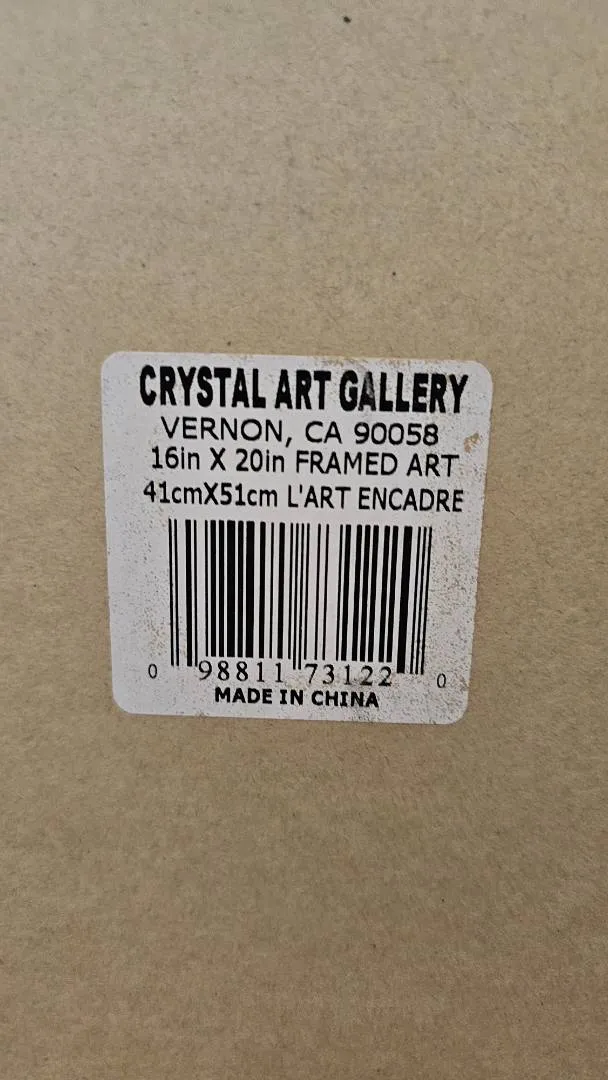 CRYSTAL ART GALLERY
VERNON, CA 90058
16in X 20in FRAMED ART
41cmX51cm L'ART ENCADRE
0 98811 73122 0
MADE IN CHINA